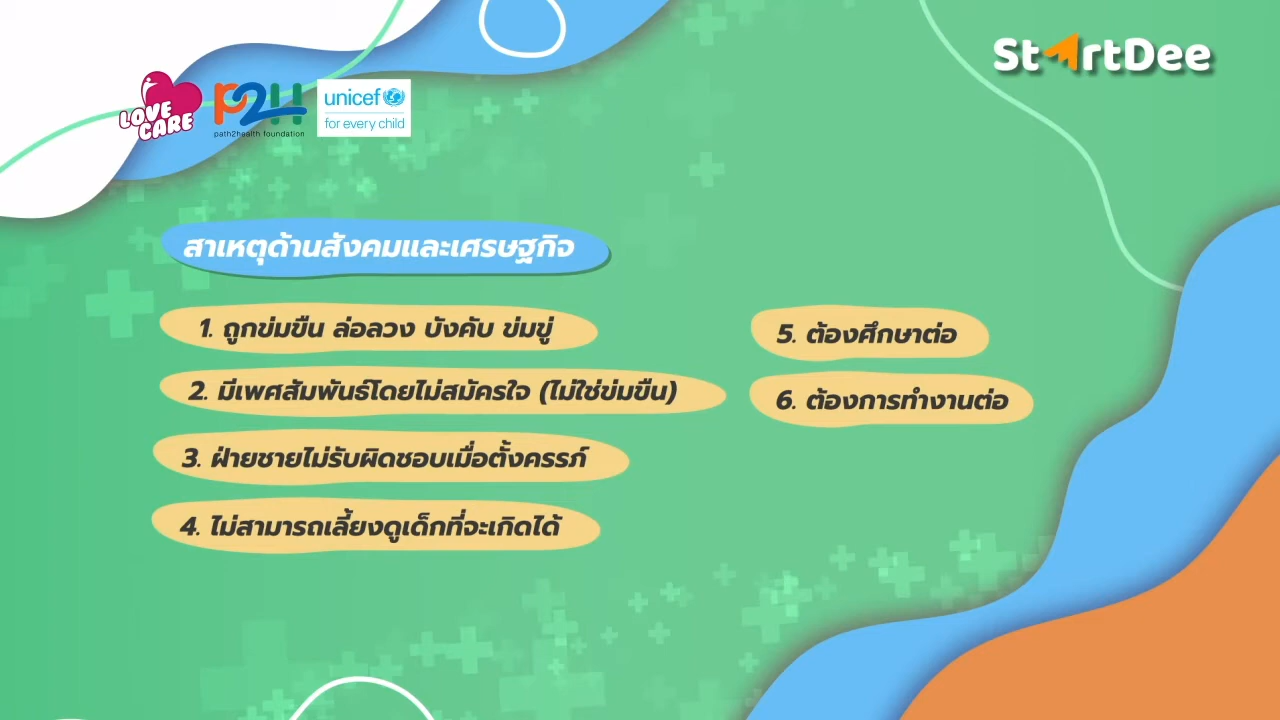 LOVE CARE
P2H
path2health foundation
unicef
for every child
StartDee
สาเหตุด้านสังคมและเศรษฐกิจ
1. ถูกข่มขืน ล่อลวง บังคับ ข่มขู่
2. มีเพศสัมพันธ์โดยไม่สมัครใจ (ไม่ใช่ข่มขืน)
3. ฝ่ายชายไม่รับผิดชอบเมื่อตั้งครรภ์
4. ไม่สามารถเลี้ยงดูเด็กที่จะเกิดได้
5. ต้องศึกษาต่อ
6. ต้องการทำงานต่อ